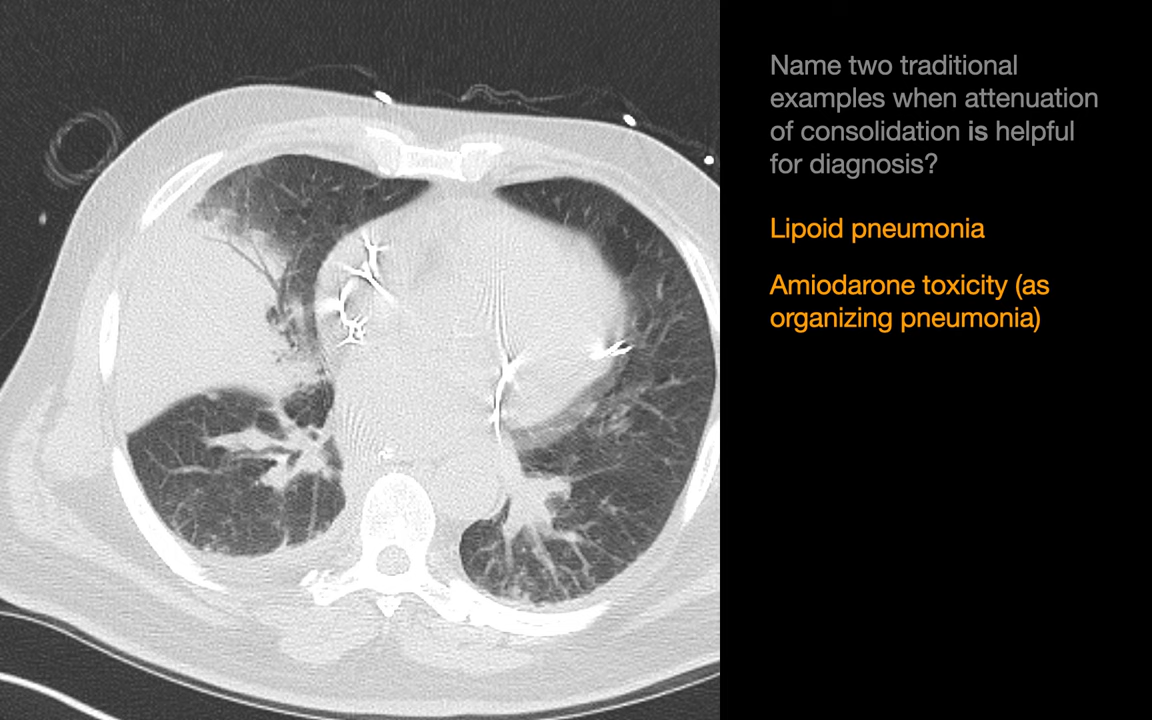 Name two traditional
examples when attenuation
of consolidation is helpful
for diagnosis?
Lipoid pneumonia
Amiodarone toxicity (as
organizing pneumonia)